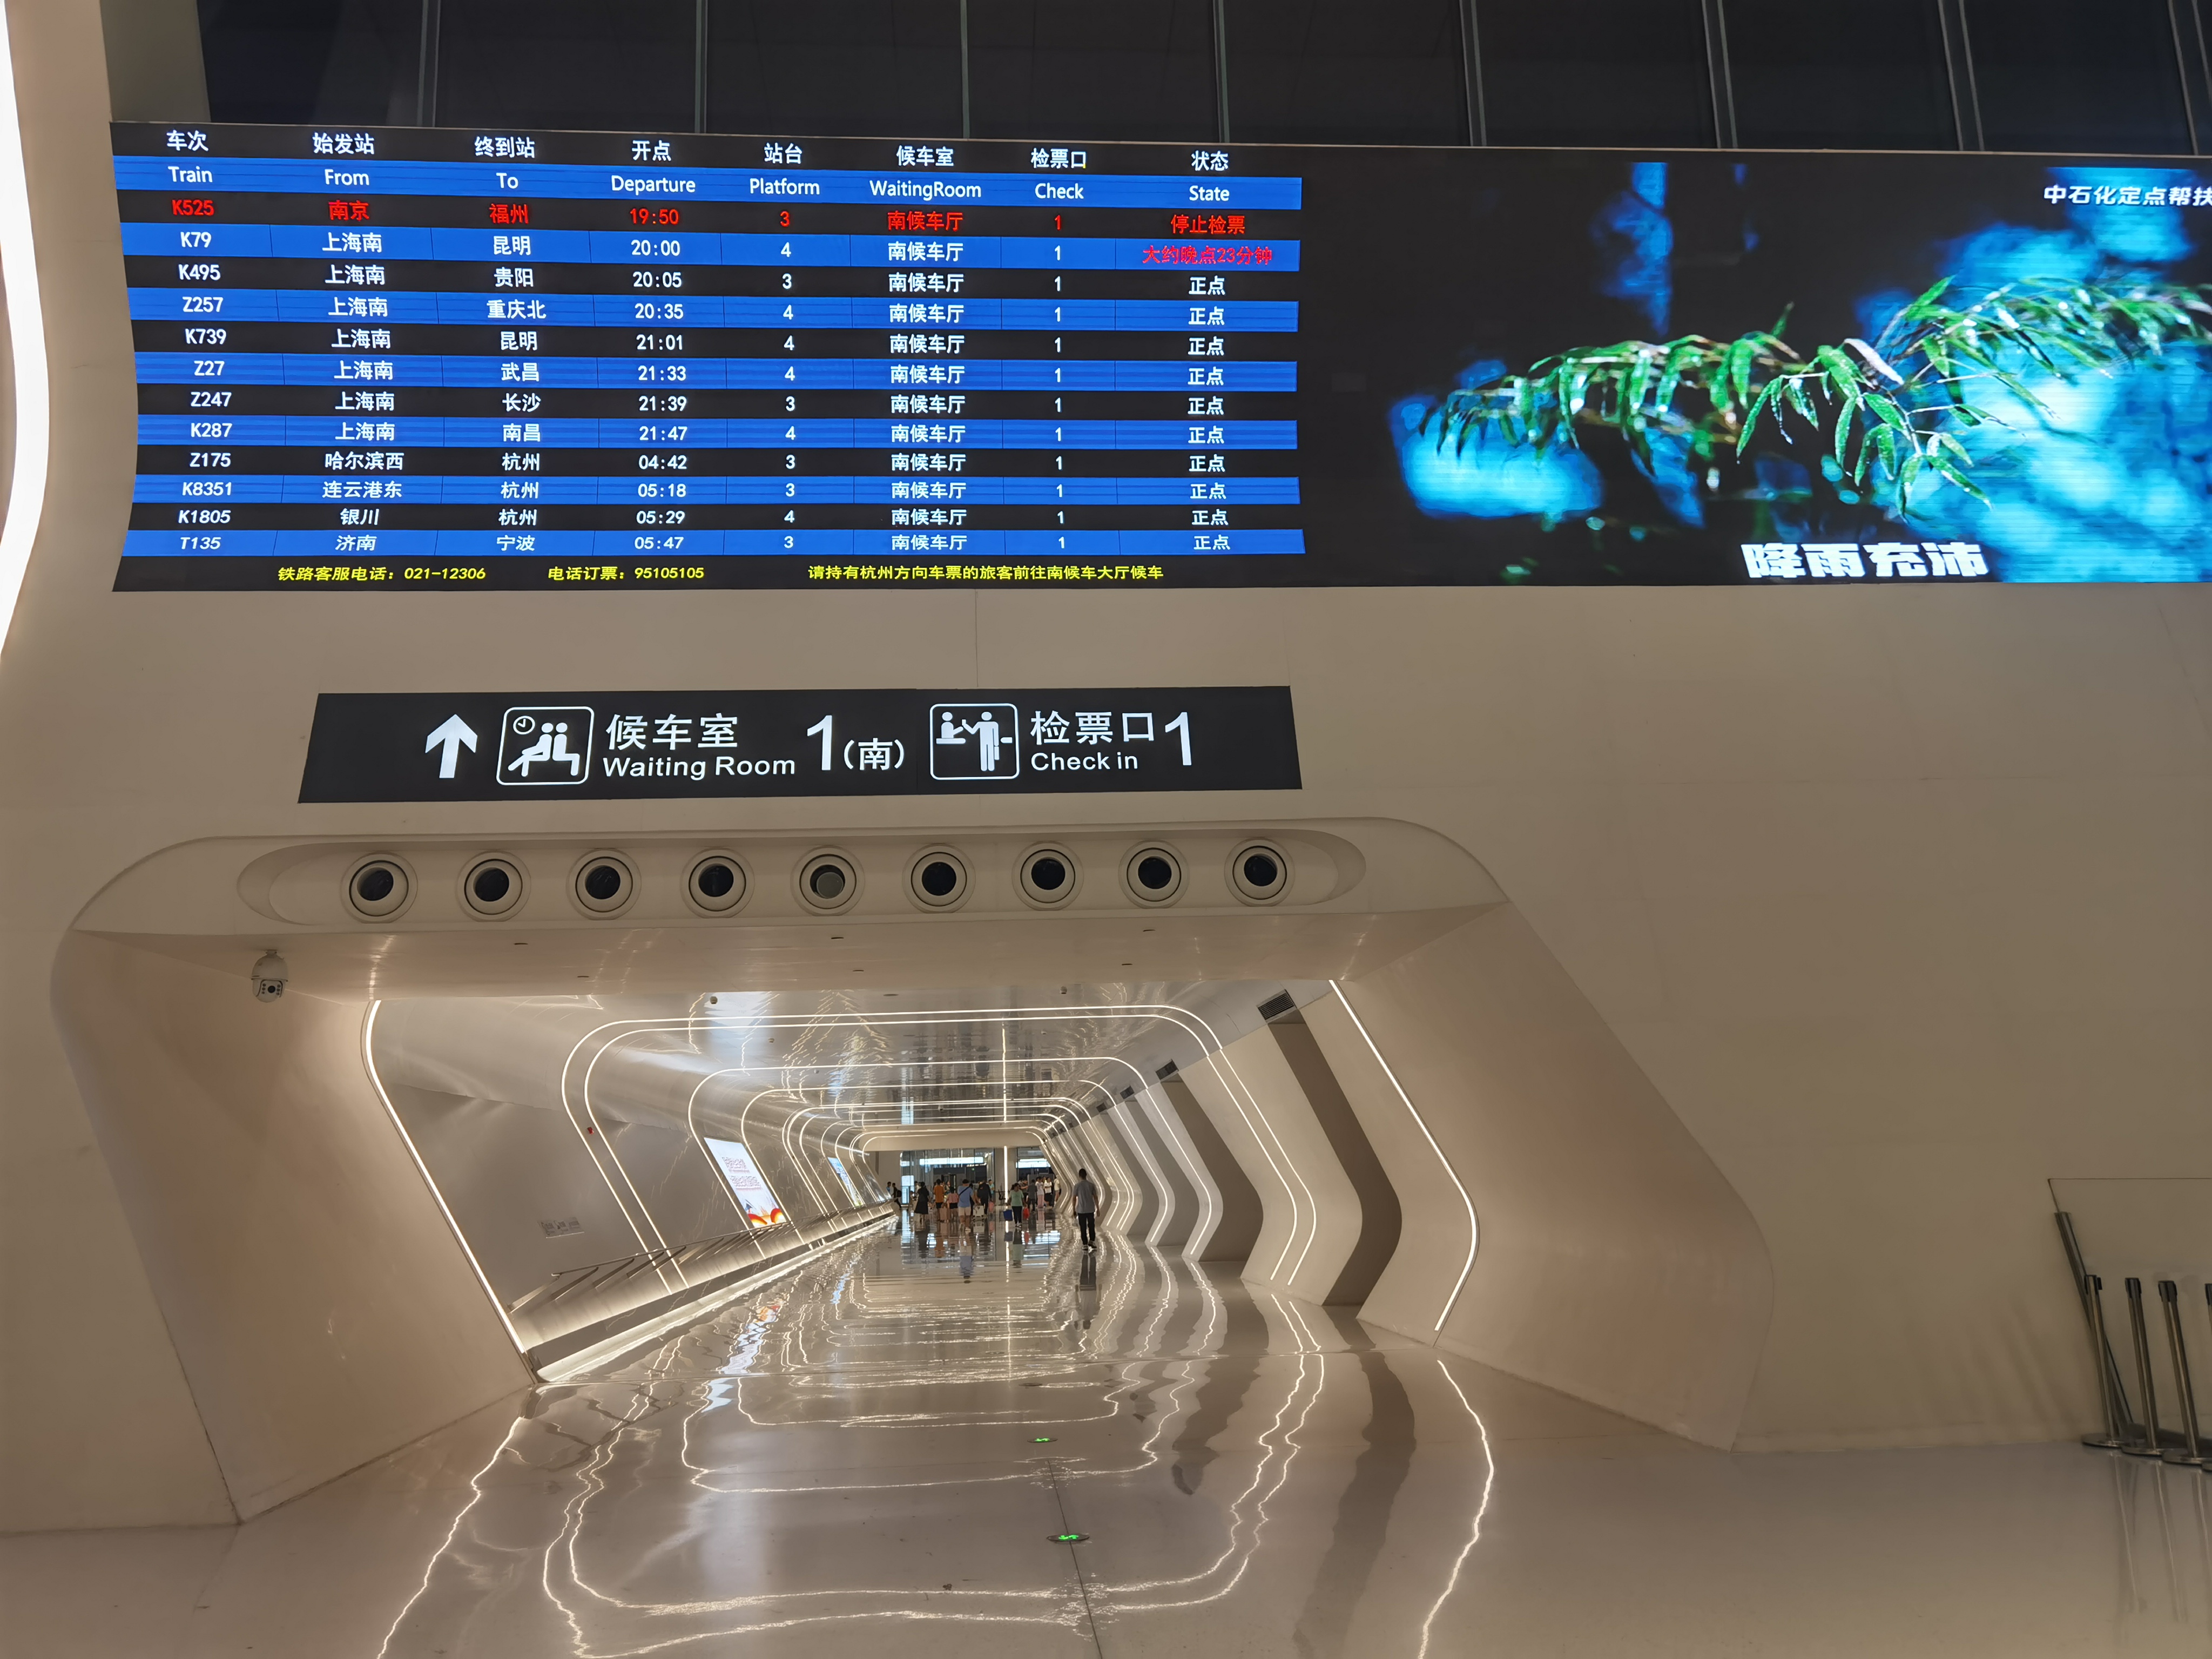 车次 始发站 终到站 开点 站台 候车室 检票口 状态
Train From To Departure Platform WaitingRoom Check State
K525 南京 福州 19:50 3 南候车厅 1 停止检票
K79 上海南 昆明 20:00 4 南候车厅 1 大约晚点23分钟
K495 上海南 贵阳 20:05 3 南候车厅 1 正点
Z257 上海南 重庆北 20:35 4 南候车厅 1 正点
K739 上海南 昆明 21:01 4 南候车厅 1 正点
Z27 上海南 武昌 21:33 4 南候车厅 1 正点
Z247 上海南 长沙 21:39 3 南候车厅 1 正点
K287 上海南 南昌 21:47 4 南候车厅 1 正点
Z175 哈尔滨西 杭州 04:42 3 南候车厅 1 正点
K8351 连云港东 杭州 05:18 3 南候车厅 1 正点
K1805 银川 杭州 05:29 4 南候车厅 1 正点
T135 济南 宁波 05:47 3 南候车厅 1 正点
铁路客服电话：021-12306 电话订票：95105105 请持有杭州方向车票的旅客前往南候车大厅候车
中石化定点帮扶
降雨充沛
候车室 1(南) 检票口 1
Waiting Room Check in